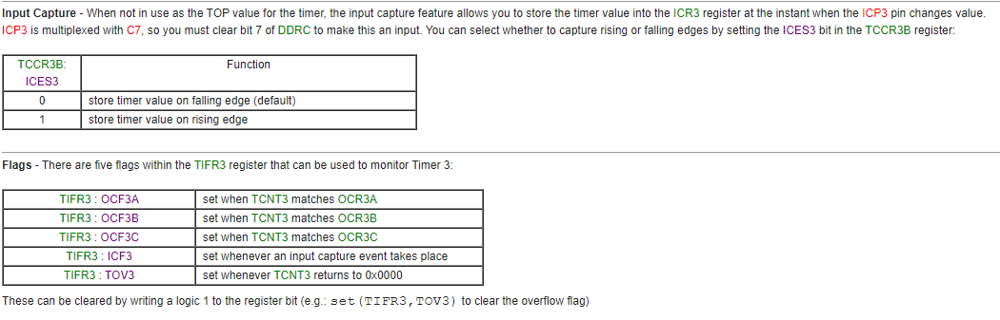 Input Capture - When not in use as the TOP value for the timer, the input capture feature allows you to store the timer value into the ICR3 register at the instant when the ICP3 pin changes value.
ICP3 is multiplexed with C7, so you must clear bit 7 of DDRC to make this an input. You can select whether to capture rising or falling edges by setting the ICES3 bit in the TCCR3B register:
TCCR3B: Function
ICES3
0 store timer value on falling edge (default)
1 store timer value on rising edge
Flags - There are five flags within the TIFR3 register that can be used to monitor Timer 3:
TIFR3 : OCF3A set when TCNT3 matches OCR3A
TIFR3 : OCF3B set when TCNT3 matches OCR3B
TIFR3 : OCF3C set when TCNT3 matches OCR3C
TIFR3 : ICF3 set whenever an input capture event takes place
TIFR3 : TOV3 set whenever TCNT3 returns to 0x0000
These can be cleared by writing a logic 1 to the register bit (e.g.: set(TIFR3,TOV3) to clear the overflow flag)